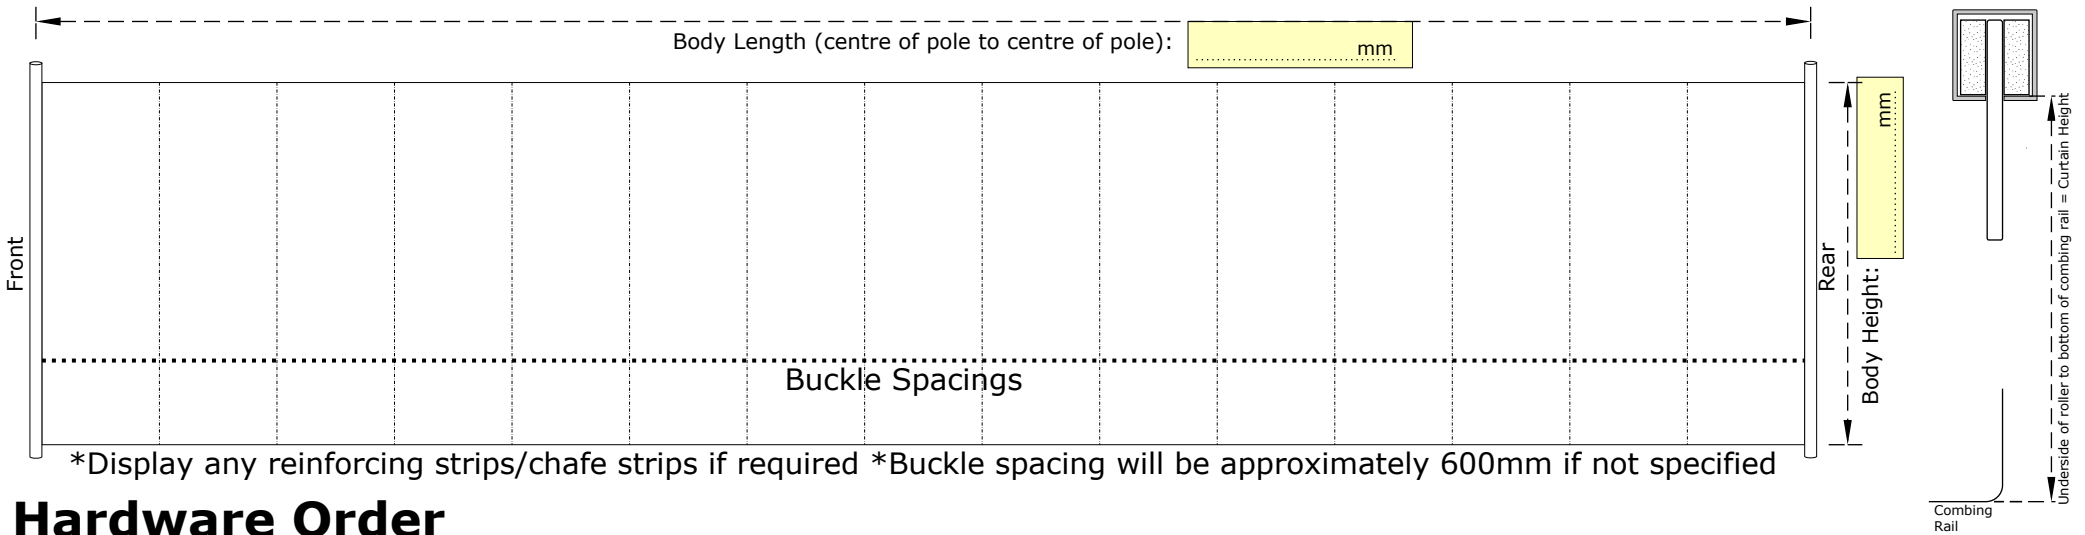 Body Length (centre of pole to centre of pole): mm
Front
Rear
Body Height: mm
Underside of roller to bottom of combing rail = Curtain Height
Buckle Spacings
*Display any reinforcing strips/chafe strips if required *Buckle spacing will be approximately 600mm if not specified
Combing
Rail
Hardware Order